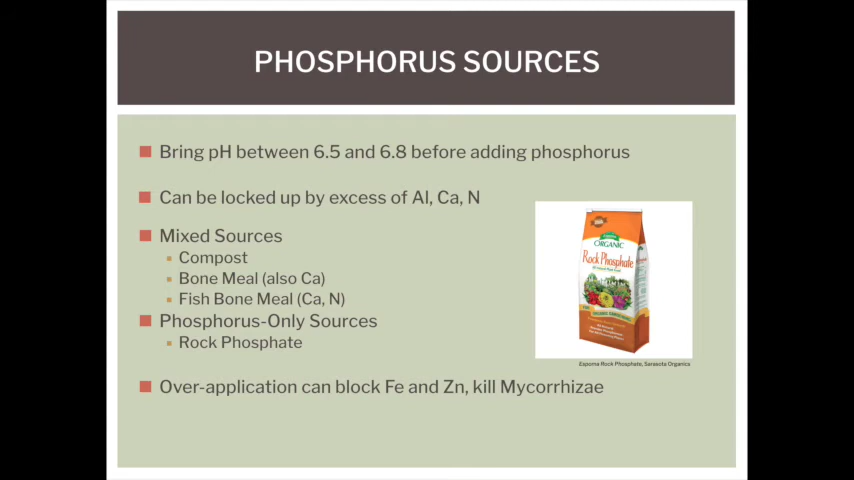 PHOSPHORUS SOURCES
Bring pH between 6.5 and 6.8 before adding phosphorus
Can be locked up by excess of Al, Ca, N
Mixed Sources
Compost
Bone Meal (also Ca)
Fish Bone Meal (Ca, N)
Phosphorus-Only Sources
Rock Phosphate
ORGANIC
Rock Phosphate
Espoma Rock Phosphate, Sarasota Organics
Over-application can block Fe and Zn, kill Mycorrhizae